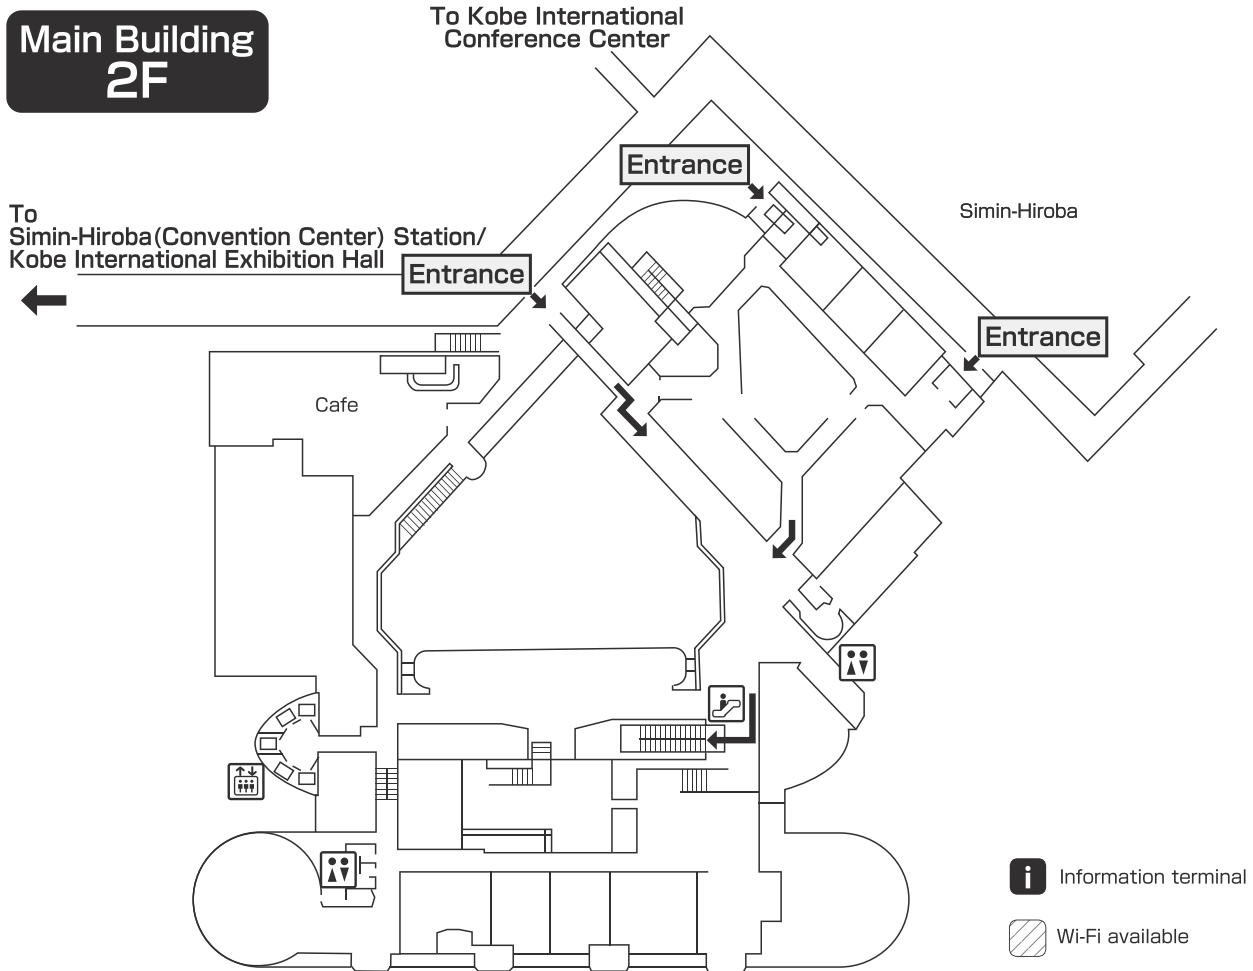 Main Building
2F
To Kobe International
Conference Center
Entrance
Simin-Hiroba
To
Simin-Hiroba(Convention Center) Station/
Kobe International Exhibition Hall
Entrance
Entrance
Cafe
i Information terminal
Wi-Fi available